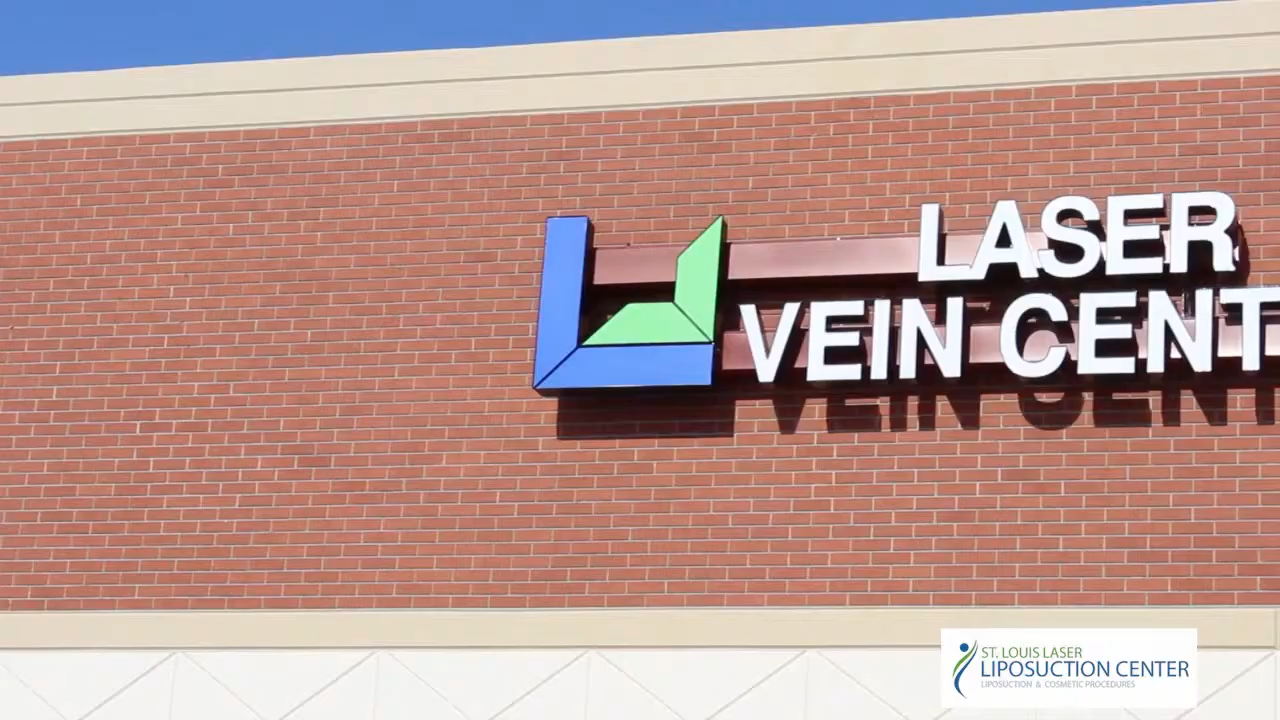 LASER
VEIN CENT
ST. LOUIS LASER
LIPOSUCTION CENTER
LIPOSUCTION & COSMETIC PROCEDURES